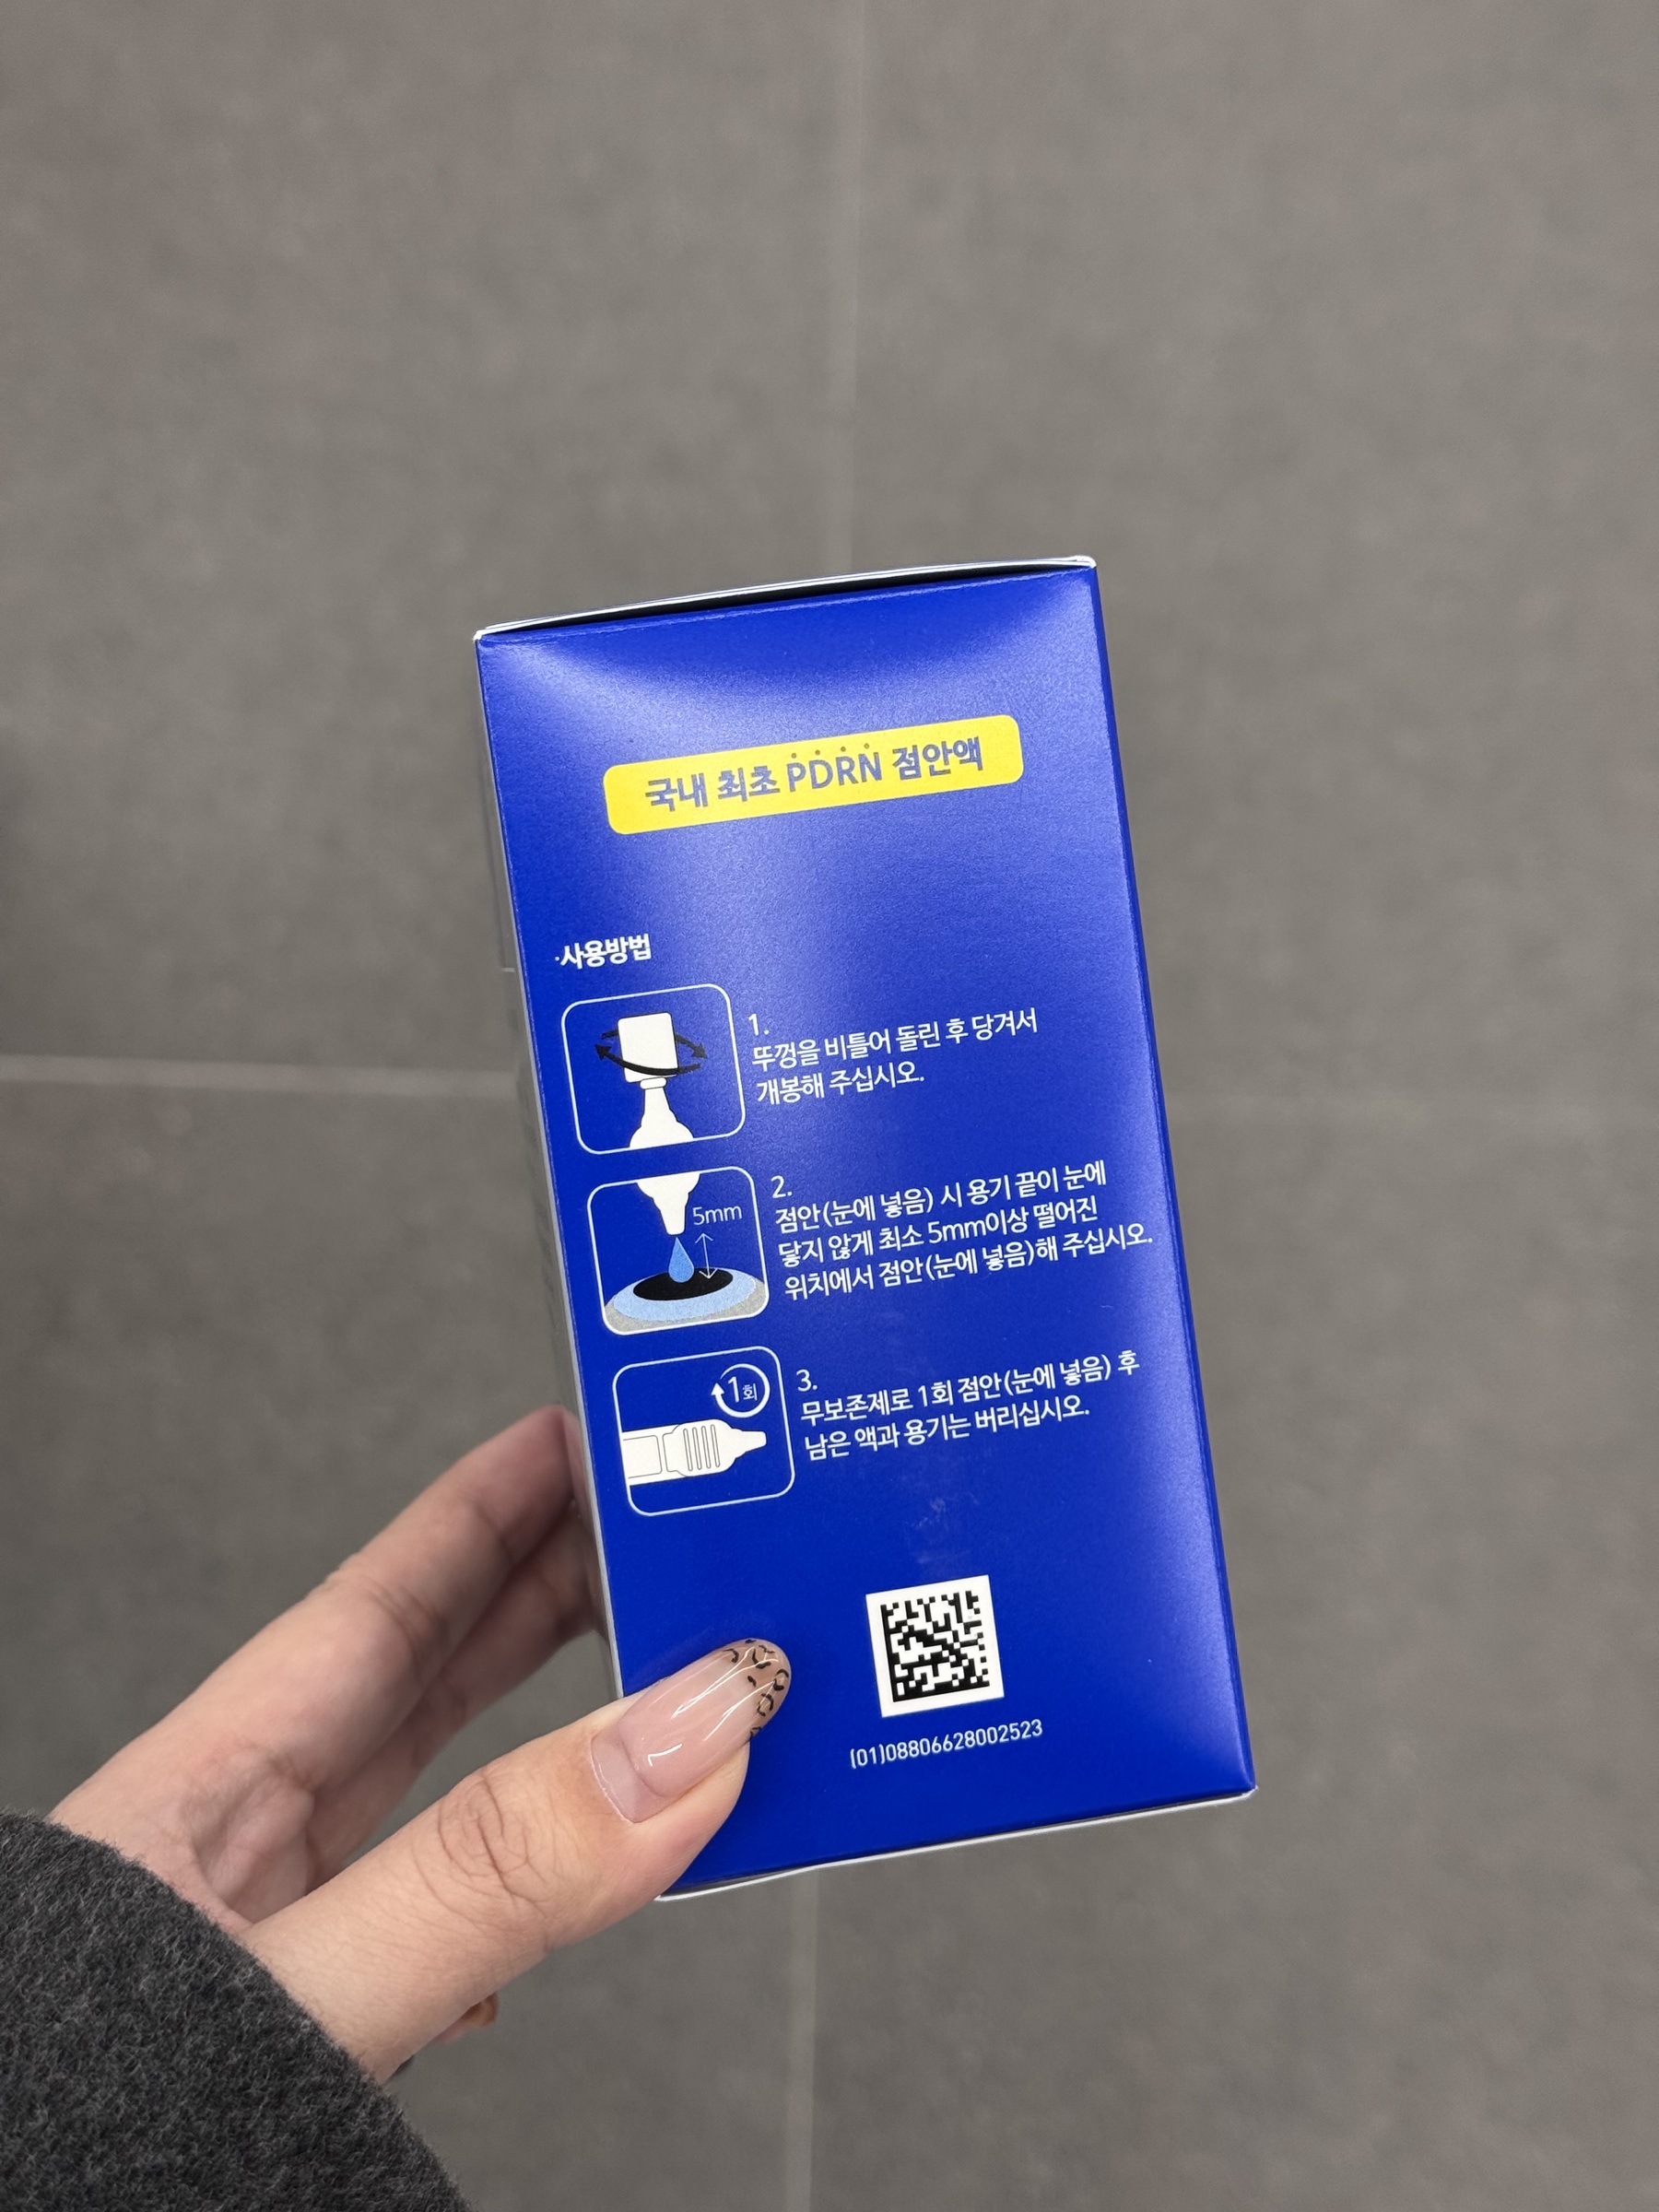 국내 최초 PDRN 점안액
·사용방법
1.
뚜껑을 비틀어 돌린 후 당겨서
개봉해 주십시오.
5mm
2.
점안(눈에 넣음) 시 용기 끝이 눈에
닿지 않게 최소 5mm이상 떨어진
위치에서 점안(눈에 넣음)해 주십시오.
1회
3.
무보존제로 1회 점안(눈에 넣음) 후
남은 액과 용기는 버리십시오.
(01)08806628002523